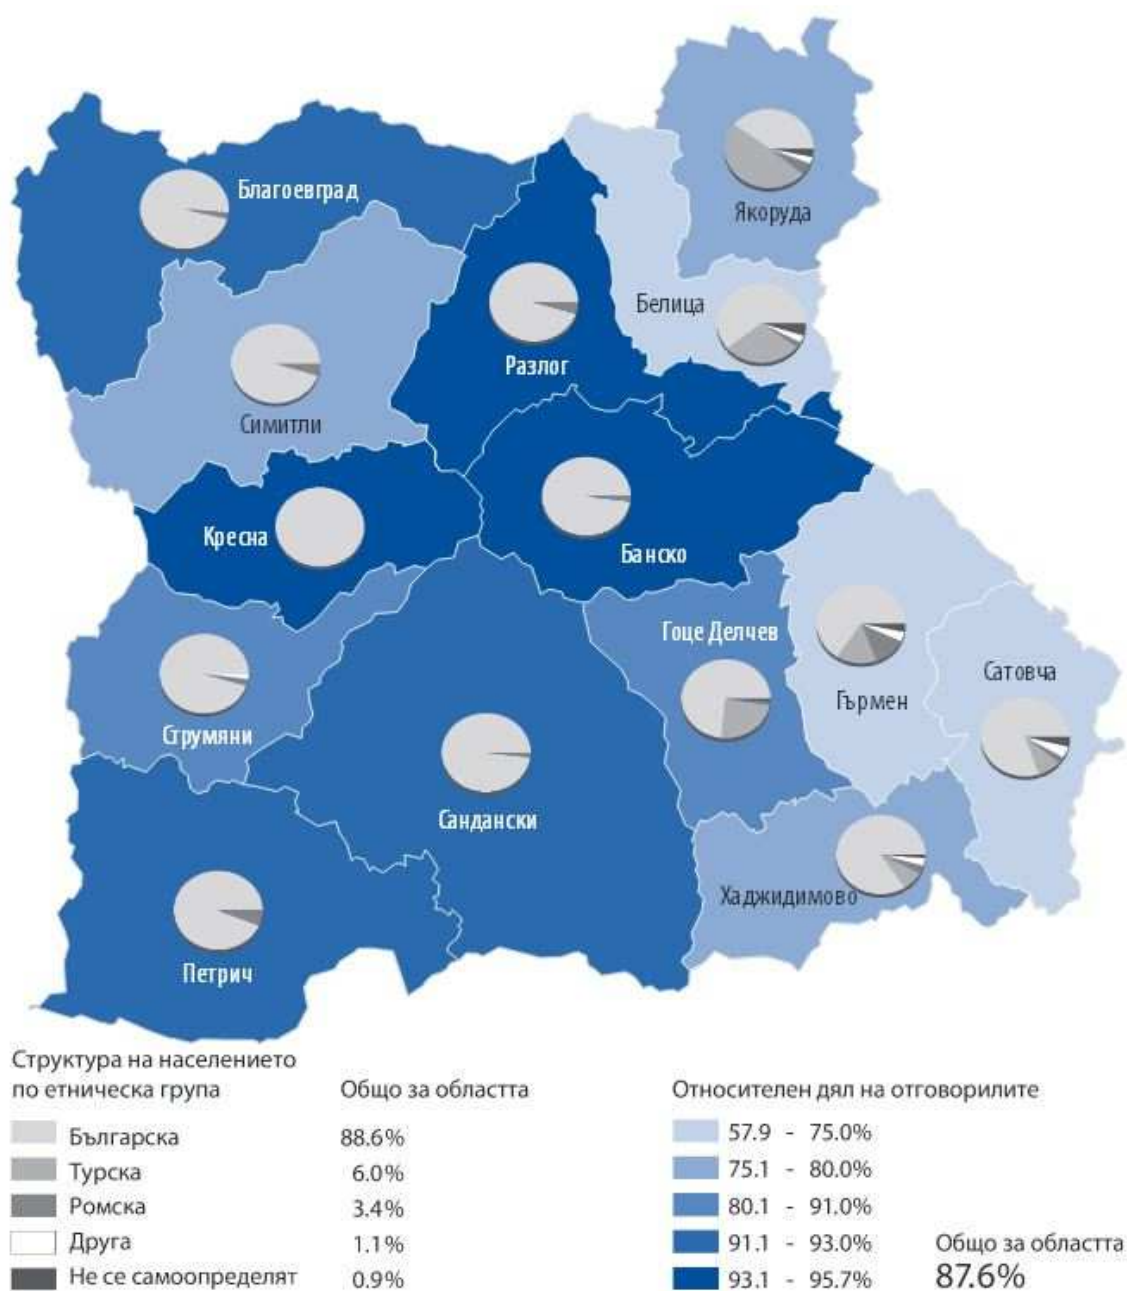 Благоевград
Якоруда
Белица
Разлог
Симитли
Кресна
Банско
Гоце Делчев
Сатовча
Гърмен
Струмяни
Сандански
Хаджидимово
Петрич
Структура на населението
по етническа група
Общо за областта
Българска 88.6%
Турска 6.0%
Ромска 3.4%
Друга 1.1%
Не се самоопределят 0.9%
Относителен дял на отговорилите
57.9 - 75.0%
75.1 - 80.0%
80.1 - 91.0%
91.1 - 93.0%
93.1 - 95.7%
Общо за областта
87.6%